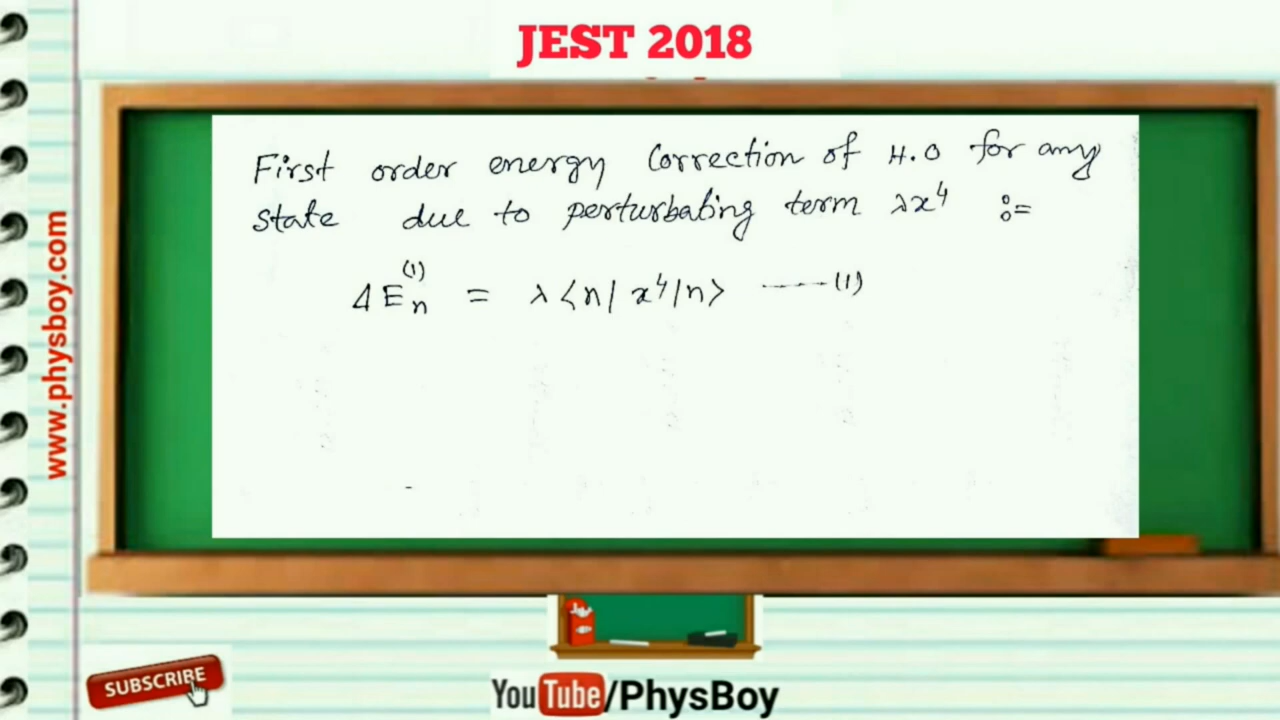 JEST 2018
First order energy Correction of H.O for any
state due to perturbating term λx⁴ :=
ΔEₙ⁽¹⁾ = λ<n|x⁴|n> -----(1)
www.physboy.com
SUBSCRIBE
YouTube/PhysBoy